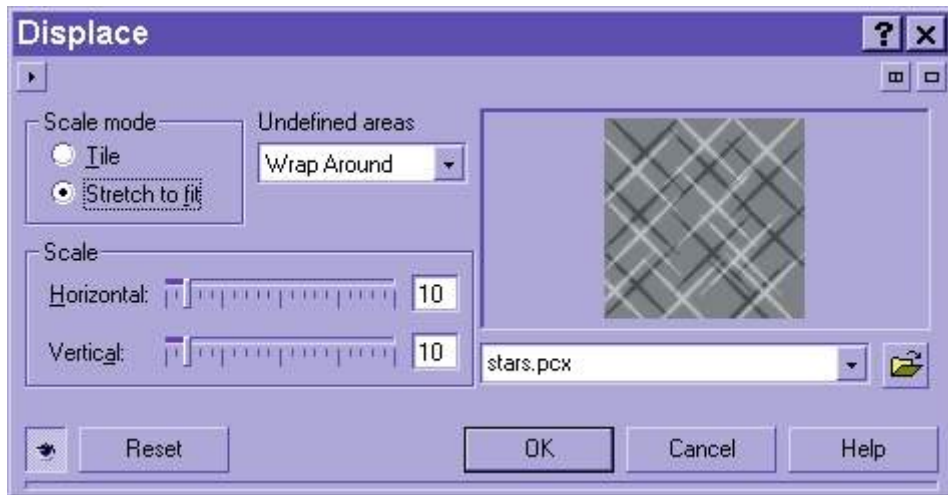 Displace
Scale mode
Tile
Stretch to fit
Undefined areas
Wrap Around
Scale
Horizontal: 10
Vertical: 10
stars.pcx
Reset
OK
Cancel
Help